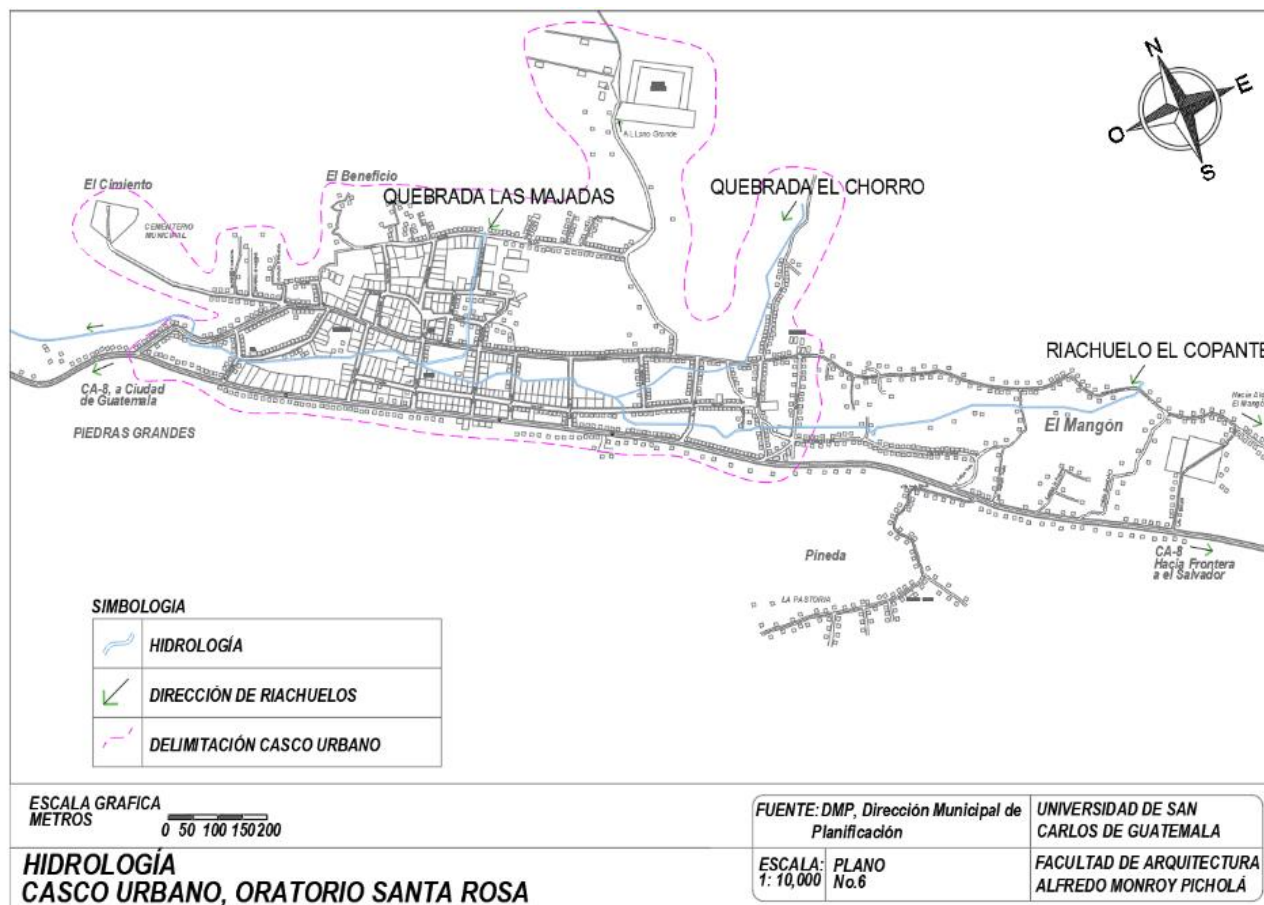 N
E
O
S
Al Llano Grande
El Cimiento
El Beneficio
QUEBRADA LAS MAJADAS
QUEBRADA EL CHORRO
CEMENTERIO
MUNICIPAL
RIACHUELO EL COPANTE
CA-8, a Ciudad
de Guatemala
PIEDRAS GRANDES
El Mangón
Pineda
LA PASTORIA
CA-8
Hacia Frontera
a el Salvador
SIMBOLOGIA
HIDROLOGÍA
DIRECCIÓN DE RIACHUELOS
DELIMITACIÓN CASCO URBANO
ESCALA GRAFICA
METROS
0 50 100 150 200
HIDROLOGÍA
CASCO URBANO, ORATORIO SANTA ROSA
FUENTE: DMP, Dirección Municipal de
Planificación
ESCALA:
1: 10,000
PLANO
No.6
UNIVERSIDAD DE SAN
CARLOS DE GUATEMALA
FACULTAD DE ARQUITECTURA
ALFREDO MONROY PICHOLÁ